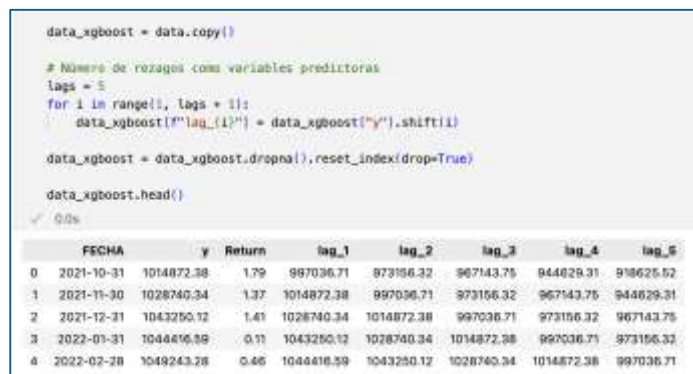 data_xgboost = data.copy()
# Número de rezagos como variables predictoras
lags = 5
for i in range(1, lags + 1):
data_xgboost[f"lag_{i}"] = data_xgboost["y"].shift(i)
data_xgboost = data_xgboost.dropna().reset_index(drop=True)
data_xgboost.head()
✓ 0.0s
FECHA y Return lag_1 lag_2 lag_3 lag_4 lag_5
0 2021-10-31 1014872.38 1.79 997036.71 973156.32 967143.75 944629.31 918625.52
1 2021-11-30 1028740.34 1.37 1014872.38 997036.71 973156.32 967143.75 944629.31
2 2021-12-31 1043250.12 1.41 1028740.34 1014872.38 997036.71 973156.32 967143.75
3 2022-01-31 1044416.59 0.11 1043250.12 1028740.34 1014872.38 997036.71 973156.32
4 2022-02-28 1049243.28 0.46 1044416.59 1043250.12 1028740.34 1014872.38 997036.71